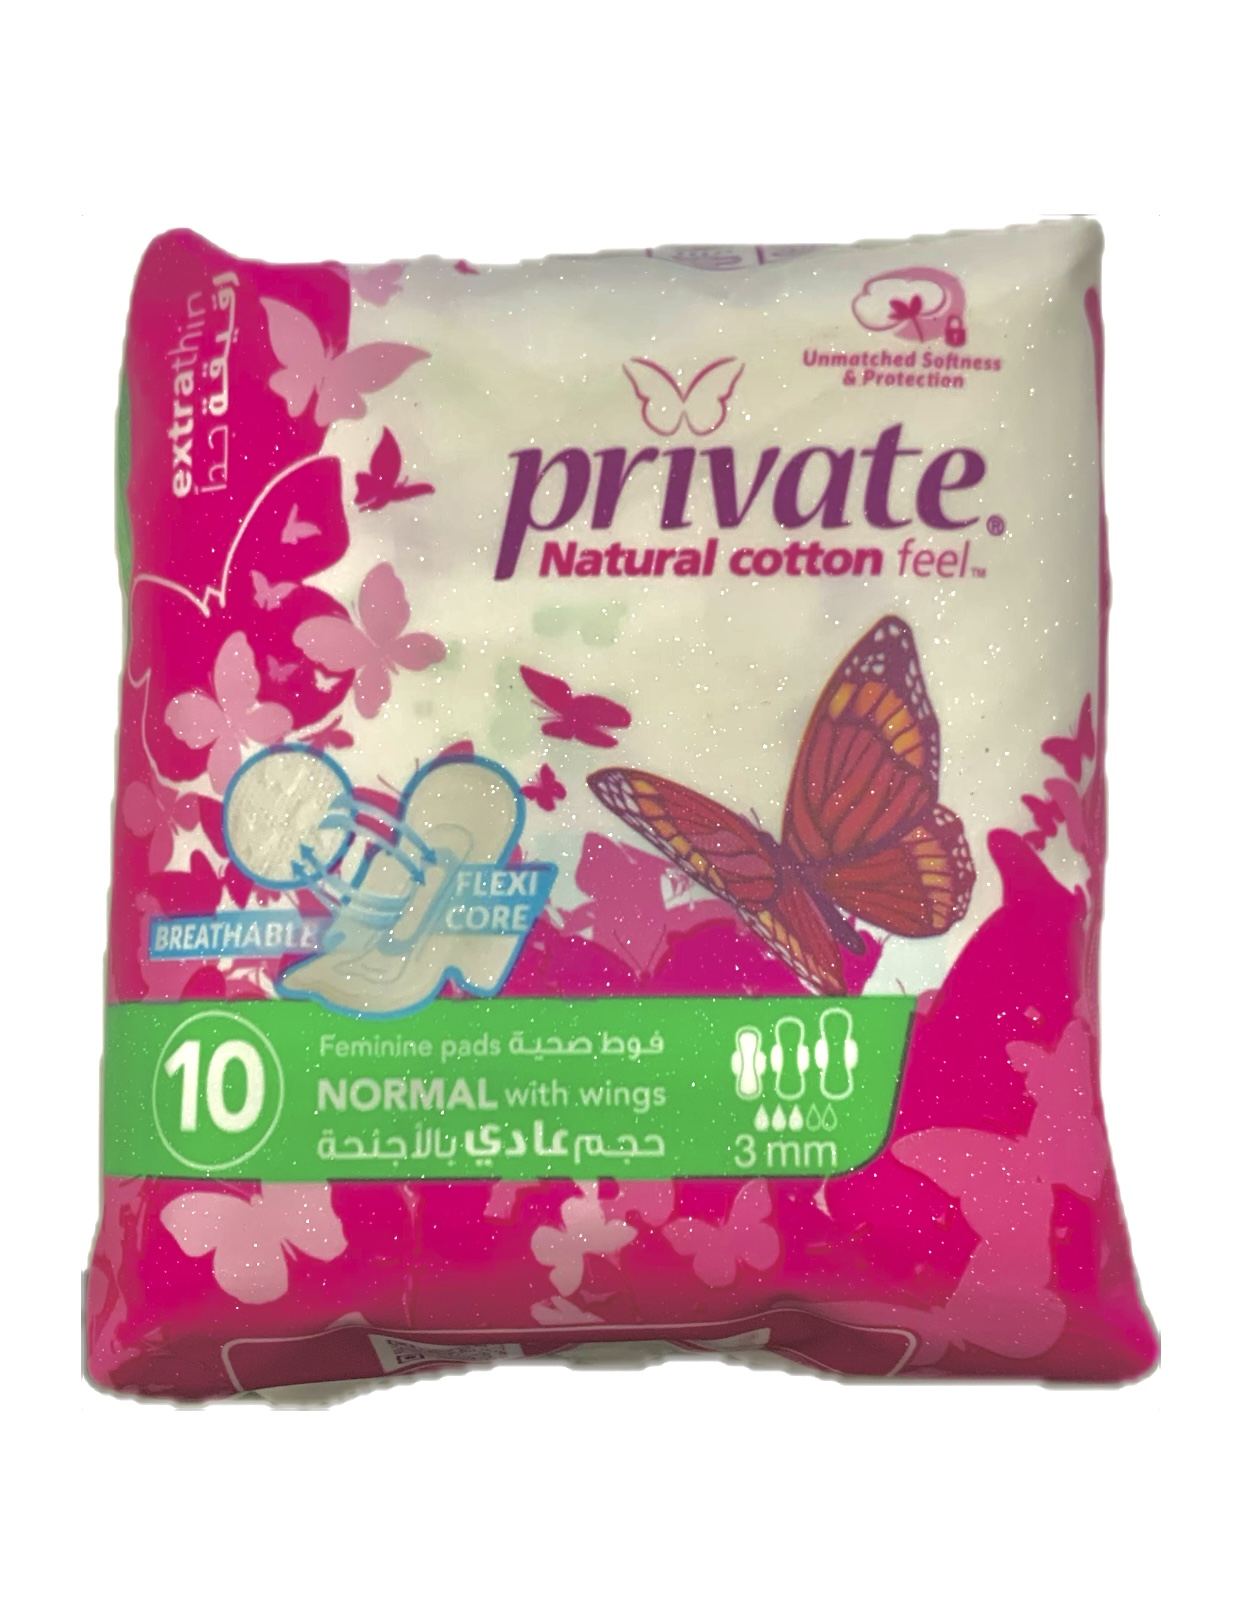 extrathin
رقيقة جداً
Unmatched Softness
& Protection
private®
Natural cotton feel™
FLEXI
CORE
BREATHABLE
10
Feminine pads فوط صحية
NORMAL with wings
حجم عادي بالأجنحة
3 mm